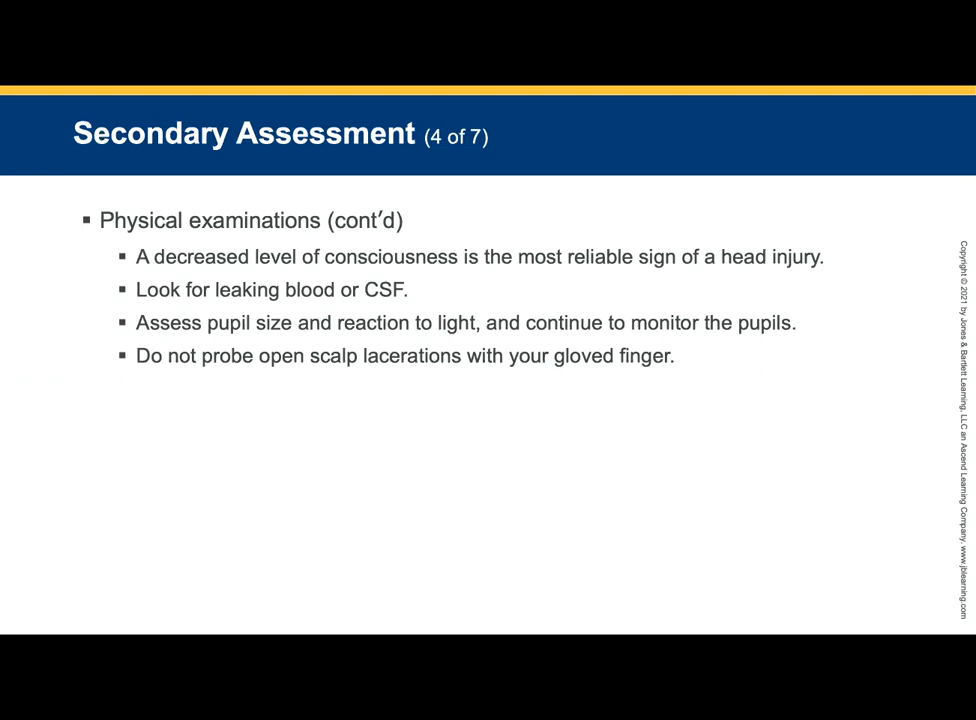 Secondary Assessment (4 of 7)
▪ Physical examinations (cont’d)
▪ A decreased level of consciousness is the most reliable sign of a head injury.
▪ Look for leaking blood or CSF.
▪ Assess pupil size and reaction to light, and continue to monitor the pupils.
▪ Do not probe open scalp lacerations with your gloved finger.
Copyright © 2021 by Jones & Bartlett Learning, LLC an Ascend Learning Company. www.jblearning.com